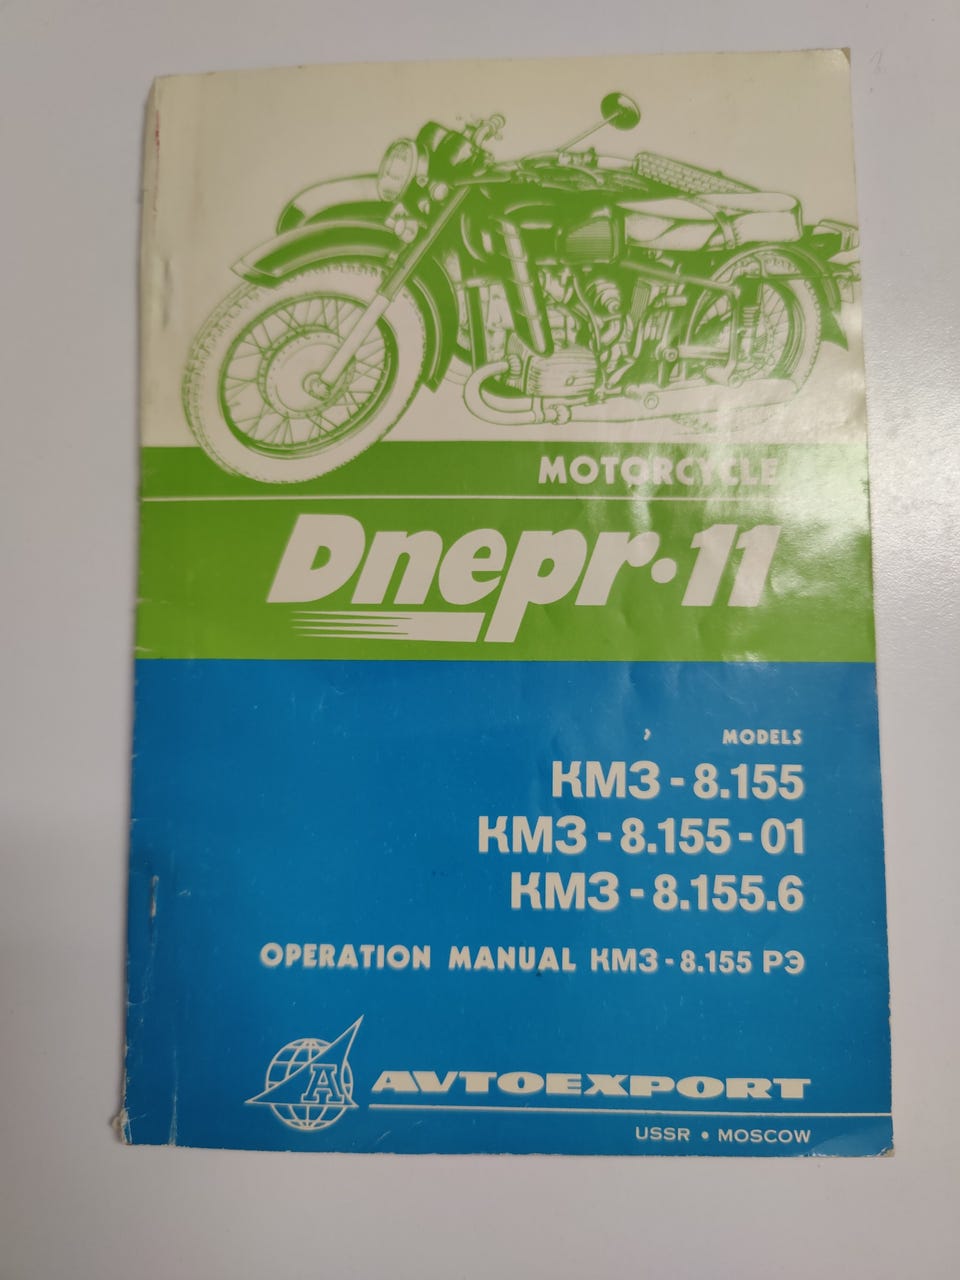 MOTORCYCLE
Dnepr·11
MODELS
КМЗ-8.155
КМЗ-8.155-01
КМЗ-8.155.6
OPERATION MANUAL КМЗ-8.155 РЭ
A
AVTOEXPORT
USSR • MOSCOW